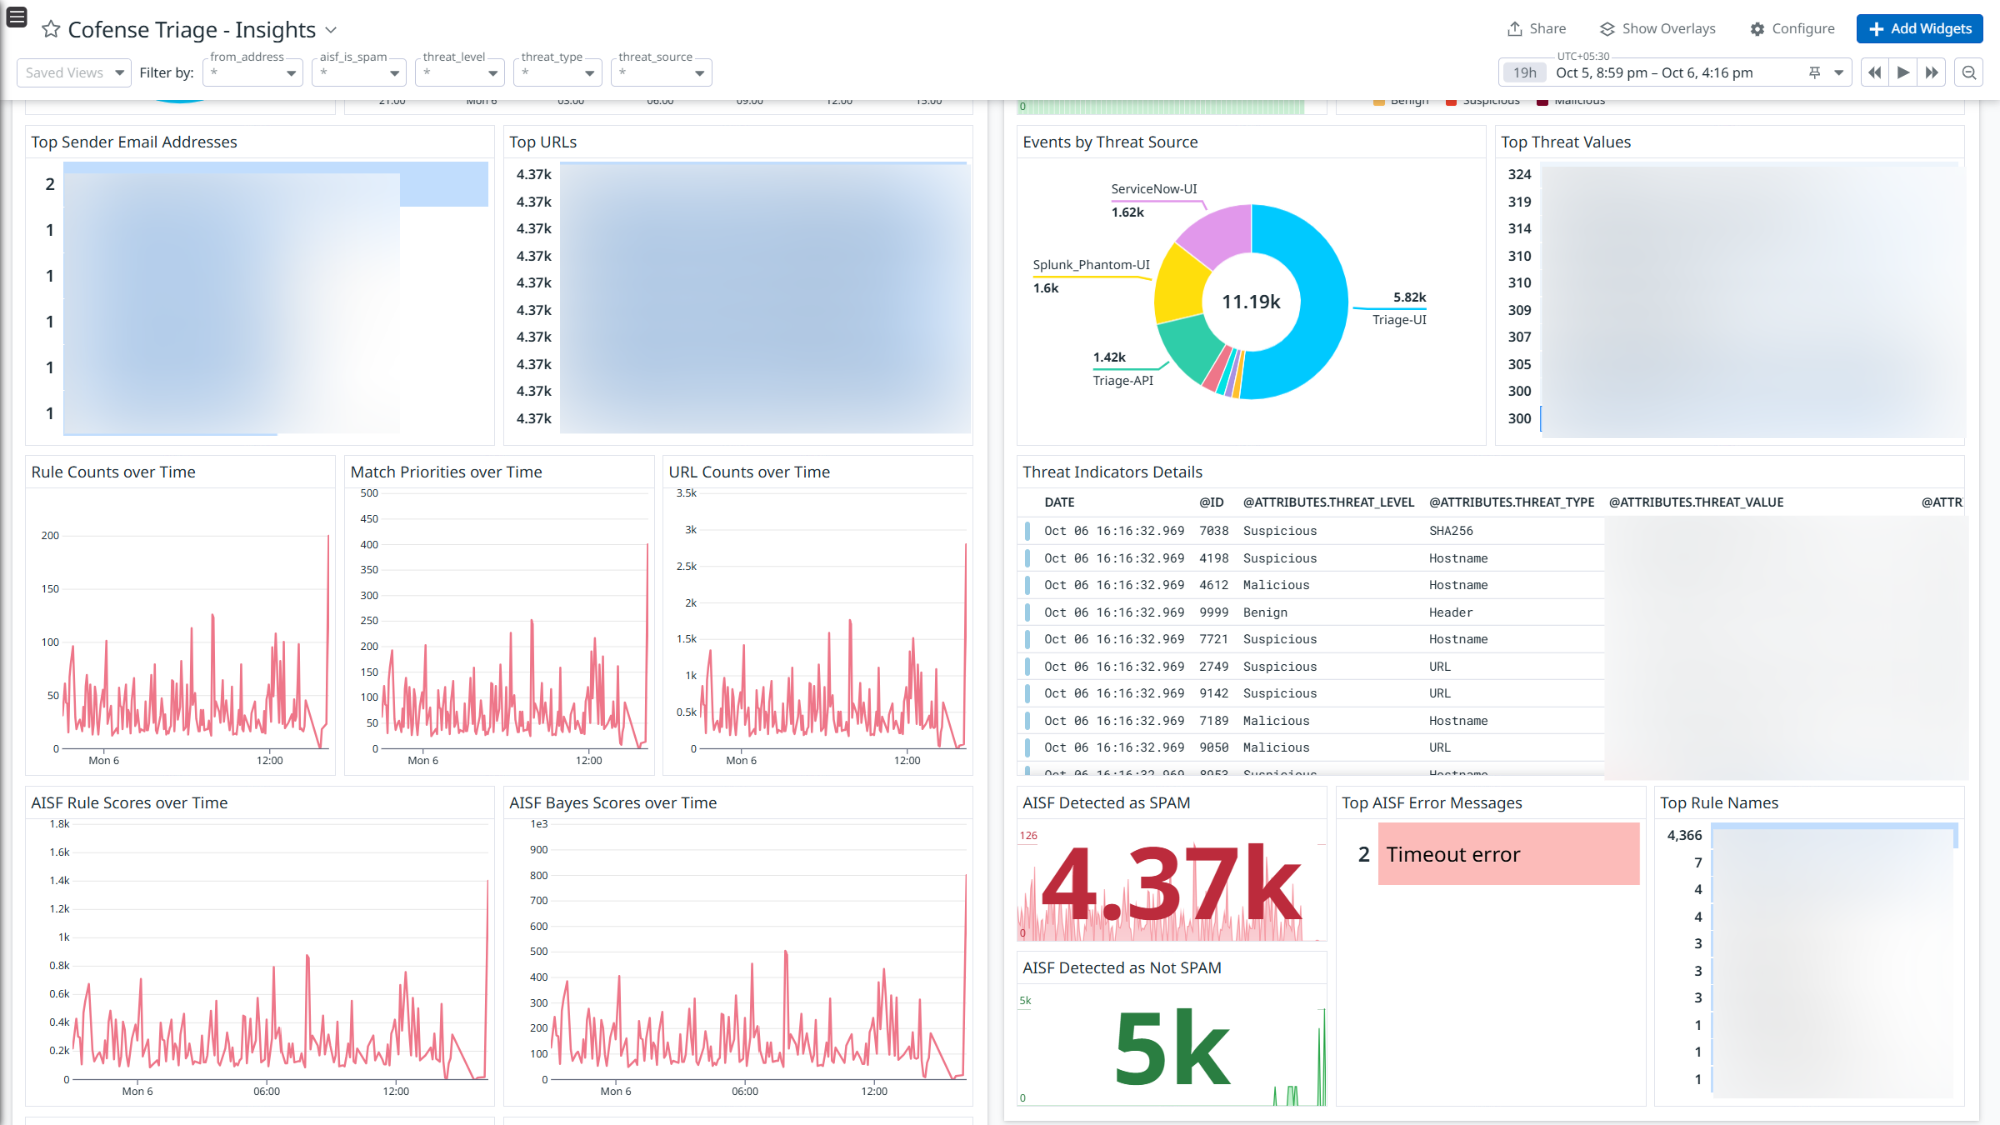 Cofense Triage - Insights
Share
Show Overlays
Configure
Add Widgets
Saved Views
Filter by:
from_address
*
aisf_is_spam
*
threat_level
*
threat_type
*
threat_source
*
UTC+05:30
19h
Oct 5, 8:59 pm – Oct 6, 4:16 pm
21:00
Mon 6
03:00
06:00
09:00
12:00
15:00
0
Benign
Suspicious
Malicious
Top Sender Email Addresses
2
1
1
1
1
1
Top URLs
4.37k
4.37k
4.37k
4.37k
4.37k
4.37k
4.37k
4.37k
4.37k
4.37k
Events by Threat Source
ServiceNow-UI
1.62k
Splunk_Phantom-UI
1.6k
11.19k
5.82k
Triage-UI
1.42k
Triage-API
Top Threat Values
324
319
314
310
310
309
307
305
300
300
Rule Counts over Time
200
150
100
50
0
Mon 6
12:00
Match Priorities over Time
500
450
400
350
300
250
200
150
100
50
0
Mon 6
12:00
URL Counts over Time
3.5k
3k
2.5k
2k
1.5k
1k
0.5k
0
Mon 6
12:00
Threat Indicators Details
DATE @ID @ATTRIBUTES.THREAT_LEVEL @ATTRIBUTES.THREAT_TYPE @ATTRIBUTES.THREAT_VALUE @ATTR
Oct 06 16:16:32.969 7038 Suspicious SHA256
Oct 06 16:16:32.969 4198 Suspicious Hostname
Oct 06 16:16:32.969 4612 Malicious Hostname
Oct 06 16:16:32.969 9999 Benign Header
Oct 06 16:16:32.969 7721 Suspicious Hostname
Oct 06 16:16:32.969 2749 Suspicious URL
Oct 06 16:16:32.969 9142 Suspicious URL
Oct 06 16:16:32.969 7189 Malicious Hostname
Oct 06 16:16:32.969 9050 Malicious URL
Oct 06 16:16:32.969 8953 Suspicious Hostname
AISF Rule Scores over Time
1.8k
1.6k
1.4k
1.2k
1k
0.8k
0.6k
0.4k
0.2k
0
Mon 6
06:00
12:00
AISF Bayes Scores over Time
1e3
900
800
700
600
500
400
300
200
100
0
Mon 6
06:00
12:00
AISF Detected as SPAM
126
4.37k
0
AISF Detected as Not SPAM
5k
5k
0
Top AISF Error Messages
2 Timeout error
Top Rule Names
4,366
7
4
4
3
3
3
1
1
1